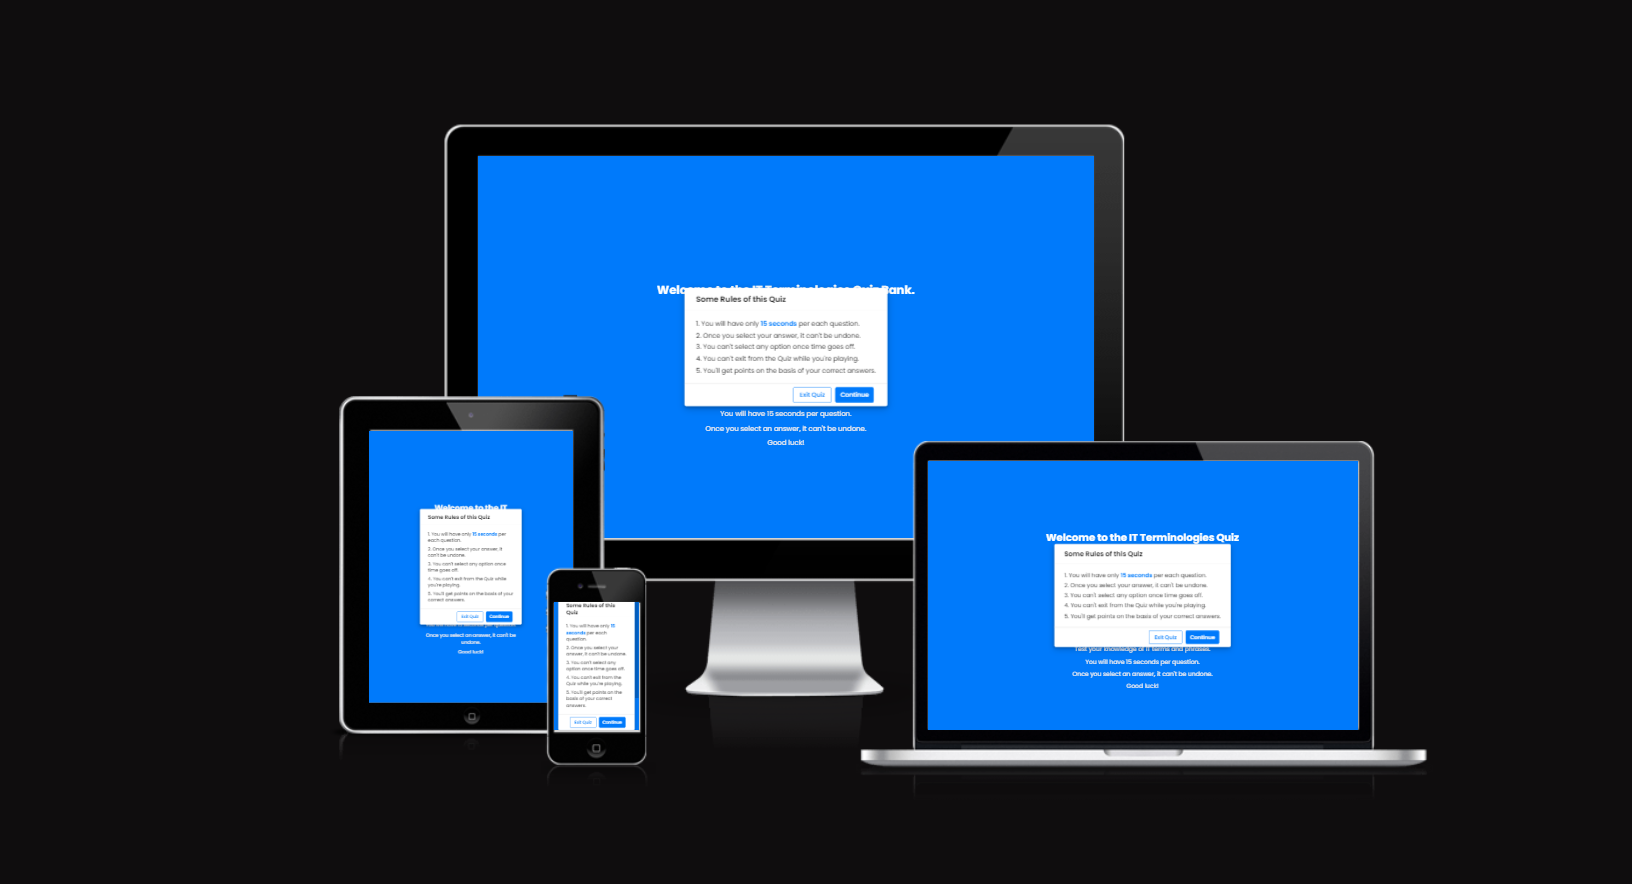 Welcome to the IT Terminologies Quiz Bank.
Some Rules of this Quiz
1. You will have only 15 seconds per each question.
2. Once you select your answer, it can't be undone.
3. You can't select any option once time goes off.
4. You can't exit from the Quiz while you're playing.
5. You'll get points on the basis of your correct answers.
Exit Quiz Continue
You will have 15 seconds per question.
Once you select an answer, it can't be undone.
Good luck!
Welcome to the IT
Some Rules of this Quiz
1. You will have only 15 seconds per
each question.
2. Once you select your answer, it
can't be undone.
3. You can't select any option once
time goes off.
4. You can't exit from the Quiz while
you're playing.
5. You'll get points on the basis of your
correct answers.
Exit Quiz Continue
Once you select an answer, it can't be
undone.
Good luck!
Some Rules of this
Quiz
1. You will have only 15
seconds per each
question.
2. Once you select your
answer, it can't be undone.
3. You can't select any
option once time goes off.
4. You can't exit from the
Quiz while you're playing.
5. You'll get points on the
basis of your correct
answers.
Exit Quiz Continue
Welcome to the IT Terminologies Quiz
Some Rules of this Quiz
1. You will have only 15 seconds per each question.
2. Once you select your answer, it can't be undone.
3. You can't select any option once time goes off.
4. You can't exit from the Quiz while you're playing.
5. You'll get points on the basis of your correct answers.
Exit Quiz Continue
Test your knowledge of IT terms and phrases.
You will have 15 seconds per question.
Once you select an answer, it can't be undone.
Good luck!